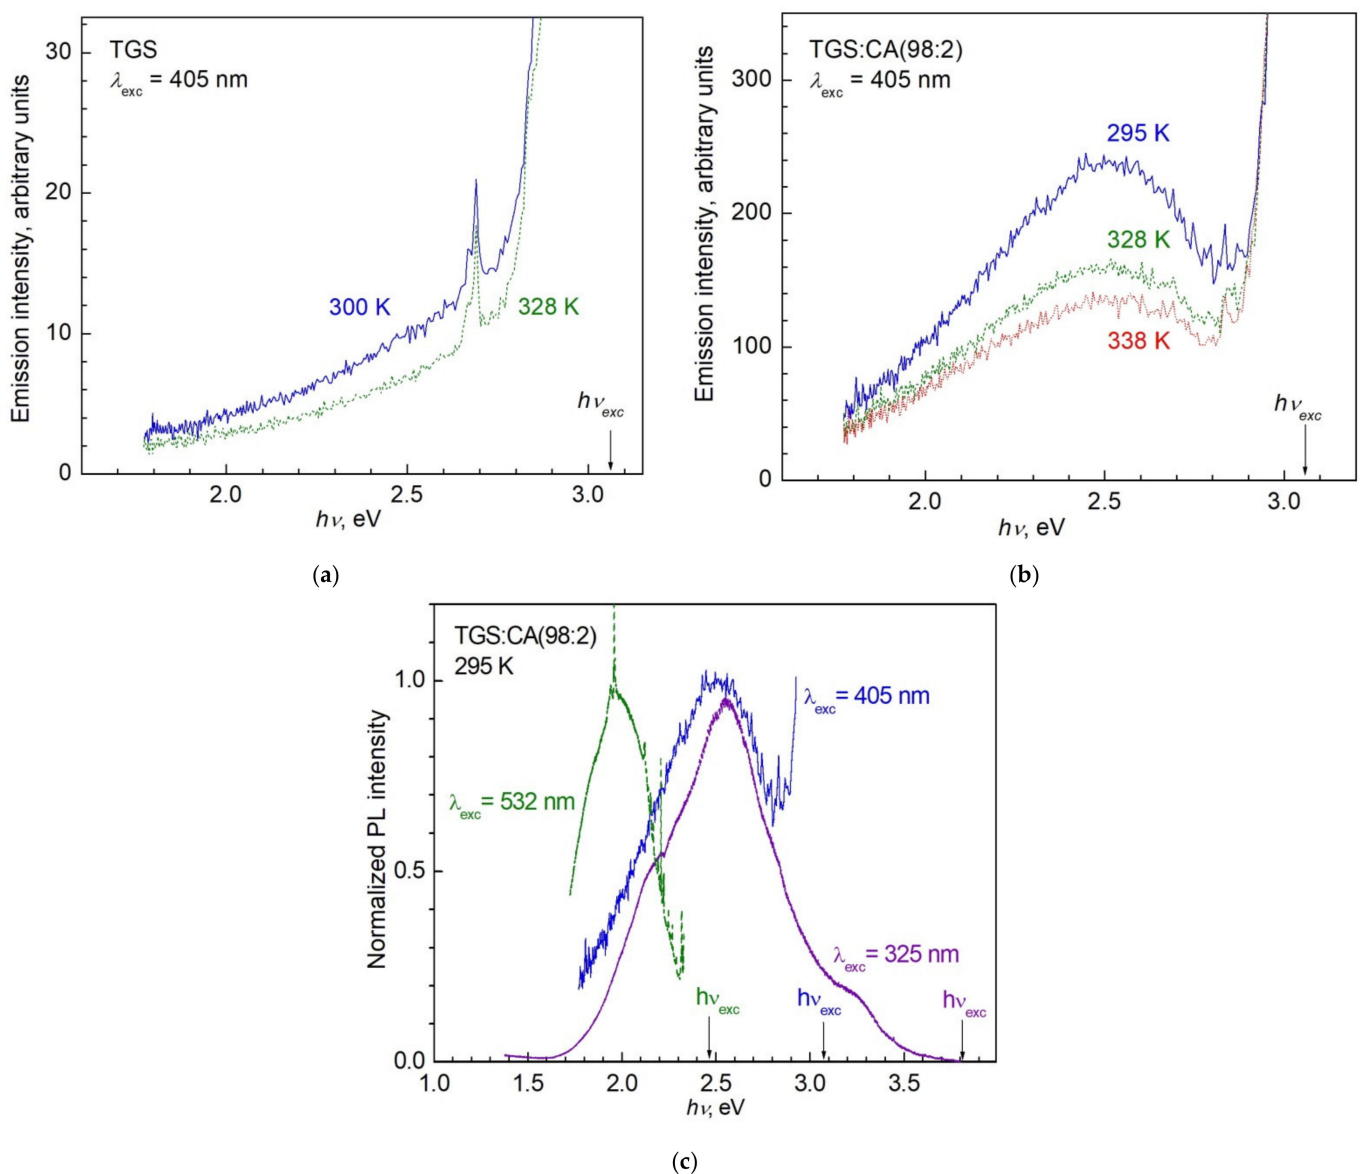 TGS
λexc = 405 nm
300 K
328 K
hνexc
Emission intensity, arbitrary units
30
20
10
0
2.0
2.5
3.0
hν, eV
(a)
TGS:CA(98:2)
λexc = 405 nm
295 K
328 K
338 K
hνexc
Emission intensity, arbitrary units
300
200
100
0
2.0
2.5
3.0
hν, eV
(b)
TGS:CA(98:2)
295 K
λexc = 405 nm
λexc = 532 nm
λexc = 325 nm
hνexc
hνexc
hνexc
Normalized PL intensity
1.0
0.5
0.0
1.0
1.5
2.0
2.5
3.0
3.5
hν, eV
(c)